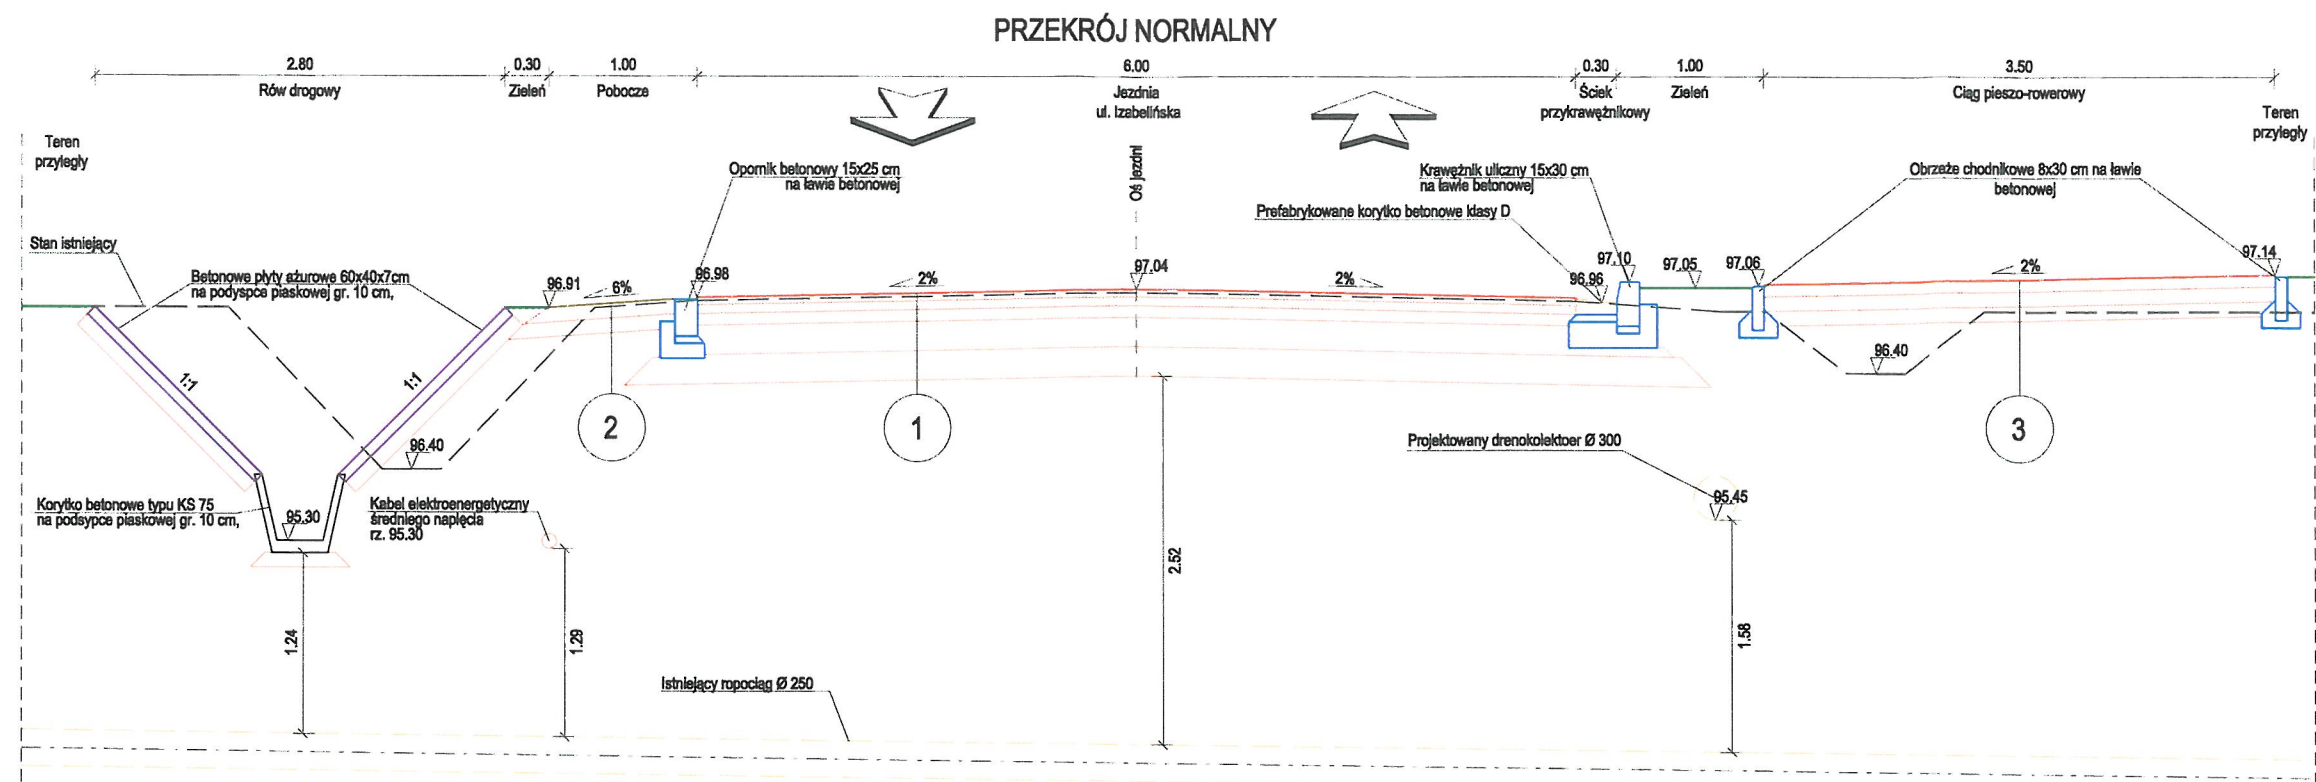 PRZEKRÓJ NORMALNY
2.80
0.30
1.00
6.00
0.30
1.00
3.50
Rów drogowy
Zieleń
Pobocze
Jezdnia
ul. Izabelińska
Ściek
przykrawężnikowy
Zieleń
Ciąg pieszo-rowerowy
Teren
przyległy
Teren
przyległy
Oś jezdni
Opornik betonowy 15x25 cm
na ławie betonowej
Krawężnik uliczny 15x30 cm
na ławie betonowej
Prefabrykowane korytko betonowe klasy D
Obrzeże chodnikowe 8x30 cm na ławie
betonowej
Stan istniejący
Betonowe płyty ażurowe 60x40x7cm
na podyspce piaskowej gr. 10 cm,
96.91
6%
96.98
2%
97.04
2%
96.96
97.10
97.05
97.06
2%
97.14
1:1
1:1
96.40
96.40
2
1
3
Projektowany drenokolektoer Ø 300
95.45
Korytko betonowe typu KS 75
na podsypce piaskowej gr. 10 cm,
95.30
Kabel elektroenergetyczny
średniego napięcia
rz. 95.30
1.24
1.29
2.52
1.58
Istniejący ropociąg Ø 250